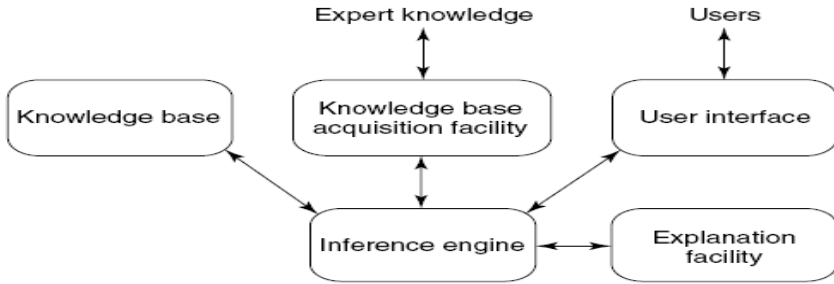 Expert knowledge
Users
Knowledge base
Knowledge base
acquisition facility
User interface
Inference engine
Explanation
facility